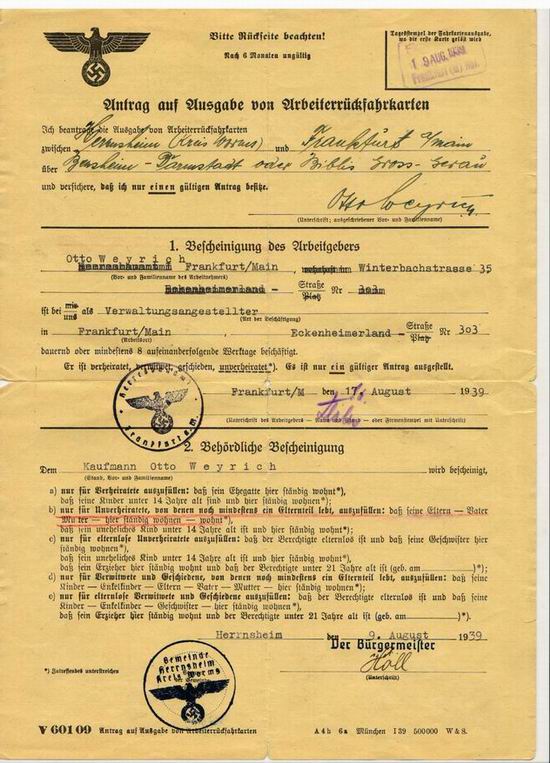 Bitte Rückseite beachten!
Nach 6 Monaten ungültig
Tagesstempel der Fahrkartenausgabe,
wo die erste Karte gelöst wird
19 AUG. 1939
Frankfurt (M) Hbf.
Antrag auf Ausgabe von Arbeiterrückfahrkarten
Ich beantrage die Ausgabe von Arbeiterrückfahrkarten
zwischen Herrnsheim (Kreis Worms) und Frankfurt a/Main
über Bensheim - Darmstadt oder Biblis Gross-Gerau
und versichere, daß ich nur einen gültigen Antrag besitze.
Otto Weyrich
(Unterschrift; ausgeschriebener Vor- und Familienname)
1. Bescheinigung des Arbeitgebers
Otto Weyrich
Frankfurt/Main, wohnhaft in Winterbachstrasse 35
(Vor- und Familienname des Arbeitnehmers)
Eckenheimerland - Straße Platz Nr 303
ist bei mir uns als Verwaltungsangestellter
(Art der Beschäftigung)
in Frankfurt/Main, Eckenheimerland - Straße Platz Nr 303
(Arbeitsort)
dauernd oder mindestens 8 aufeinanderfolgende Werktage beschäftigt.
Er ist verheiratet, verwitwet, geschieden, unverheiratet*). Es ist nur ein gültiger Antrag ausgestellt.
Frankfurt/M den 17. August 1939
(Unterschrift des Arbeitgebers — oder Firmenstempel mit Unterschrift)
Frankfurt a.M.
2. Behördliche Bescheinigung
Dem Kaufmann Otto Weyrich wird bescheinigt,
(Stand, Vor- und Familienname)
a) nur für Verheiratete auszufüllen: daß sein Ehegatte hier ständig wohnt*),
daß seine Kinder unter 14 Jahre alt sind und hier ständig wohnen*);
b) nur für Unverheiratete, von denen noch mindestens ein Elternteil lebt, auszufüllen: daß seine Eltern — Vater
Mutter — hier ständig wohnen — wohnt*),
daß sein uneheliches Kind unter 14 Jahre alt ist und hier ständig wohnt*);
c) nur für elternlose Unverheiratete auszufüllen: daß der Berechtigte elternlos ist und seine Geschwister hier
ständig wohnen*),
daß sein uneheliches Kind unter 14 Jahre alt ist und hier ständig wohnt*),
daß sein Erzieher hier ständig wohnt und daß der Berechtigte unter 21 Jahre alt ist (geb. am )*);
d) nur für Verwitwete und Geschiedene, von denen noch mindestens ein Elternteil lebt, auszufüllen: daß seine
Kinder — Enkelkinder — Eltern — Vater — Mutter — hier ständig wohnen — wohnt*);
e) nur für elternlose Verwitwete und Geschiedene auszufüllen: daß der Berechtigte elternlos ist und daß seine
Kinder — Enkelkinder — Geschwister — hier ständig wohnen*),
daß sein Erzieher hier ständig wohnt und daß der Berechtigte unter 21 Jahre alt ist (geb. am )*).
Herrnsheim den 9. August 1939
Der Bürgermeister
Höll
(Unterschrift)
Gemeinde
Herrnsheim
Kreis Worms
*) Zutreffendes unterstreichen
V 601 09 Antrag auf Ausgabe von Arbeiterrückfahrkarten
A4h 6a München I 39 500000 W & S.